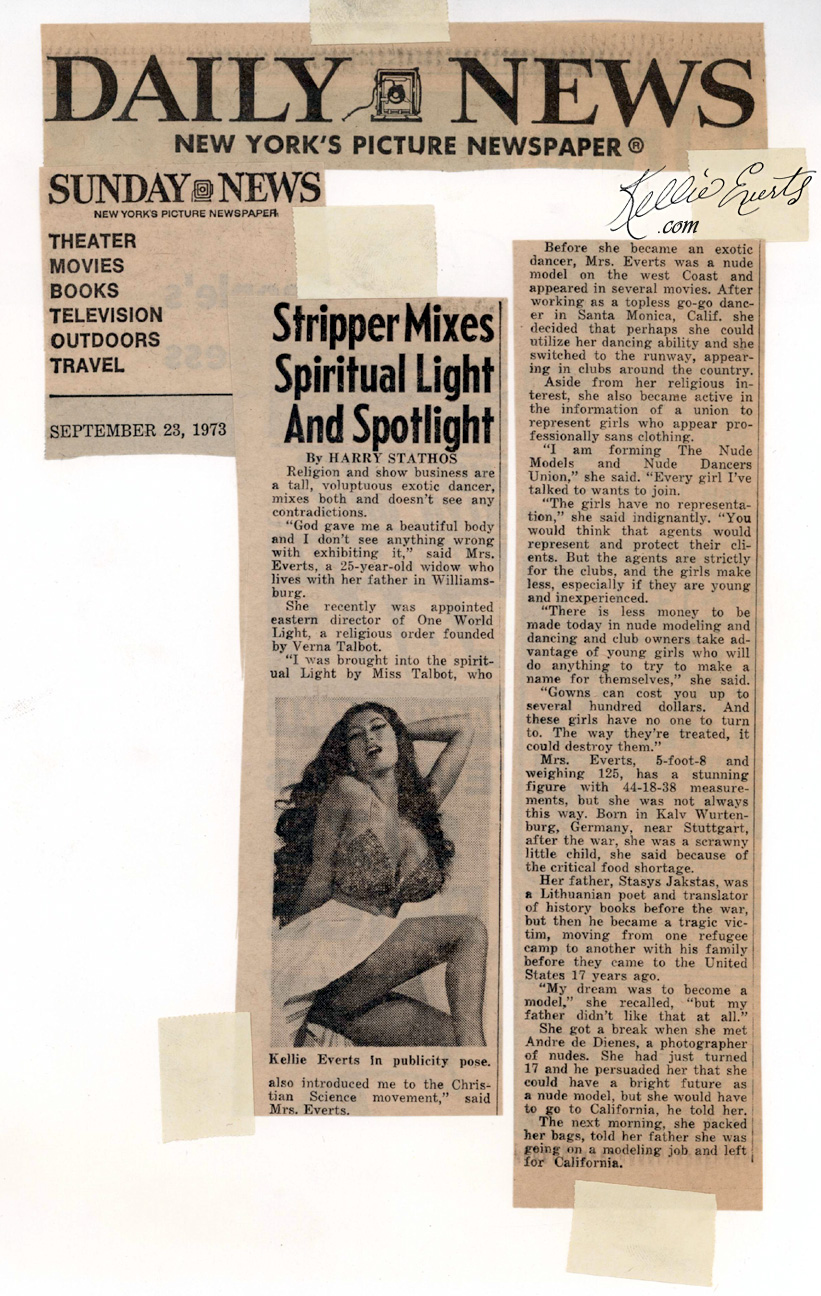 DAILY NEWS
NEW YORK'S PICTURE NEWSPAPER®
SUNDAY NEWS
NEW YORK'S PICTURE NEWSPAPER
THEATER
MOVIES
BOOKS
TELEVISION
OUTDOORS
TRAVEL
SEPTEMBER 23, 1973
Kellie Everts
.com
Stripper Mixes
Spiritual Light
And Spotlight
By HARRY STATHOS
Religion and show business are
a tall, voluptuous exotic dancer,
mixes both and doesn't see any
contradictions.
"God gave me a beautiful body
and I don't see anything wrong
with exhibiting it," said Mrs.
Everts, a 25-year-old widow who
lives with her father in Williams-
burg.
She recently was appointed
eastern director of One World
Light, a religious order founded
by Verna Talbot.
"I was brought into the spirit-
ual Light by Miss Talbot, who
Kellie Everts in publicity pose.
also introduced me to the Chris-
tian Science movement," said
Mrs. Everts.
Before she became an exotic
dancer, Mrs. Everts was a nude
model on the west Coast and
appeared in several movies. After
working as a topless go-go danc-
er in Santa Monica, Calif. she
decided that perhaps she could
utilize her dancing ability and she
switched to the runway, appear-
ing in clubs around the country.
Aside from her religious in-
terest, she also became active in
the information of a union to
represent girls who appear pro-
fessionally sans clothing.
"I am forming The Nude
Models and Nude Dancers
Union," she said. "Every girl I've
talked to wants to join.
"The girls have no representa-
tion," she said indignantly. "You
would think that agents would
represent and protect their cli-
ents. But the agents are strictly
for the clubs, and the girls make
less, especially if they are young
and inexperienced.
"There is less money to be
made today in nude modeling and
dancing and club owners take ad-
vantage of young girls who will
do anything to try to make a
name for themselves," she said.
"Gowns can cost you up to
several hundred dollars. And
these girls have no one to turn
to. The way they're treated, it
could destroy them."
Mrs. Everts, 5-foot-8 and
weighing 125, has a stunning
figure with 44-18-38 measure-
ments, but she was not always
this way. Born in Kalv Wurten-
burg, Germany, near Stuttgart,
after the war, she was a scrawny
little child, she said because of
the critical food shortage.
Her father, Stasys Jakstas, was
a Lithuanian poet and translator
of history books before the war,
but then he became a tragic vic-
tim, moving from one refugee
camp to another with his family
before they came to the United
States 17 years ago.
"My dream was to become a
model," she recalled, "but my
father didn't like that at all."
She got a break when she met
Andre de Dienes, a photographer
of nudes. She had just turned
17 and he persuaded her that she
could have a bright future as
a nude model, but she would have
to go to California, he told her.
The next morning, she packed
her bags, told her father she was
going on a modeling job and left
for California.